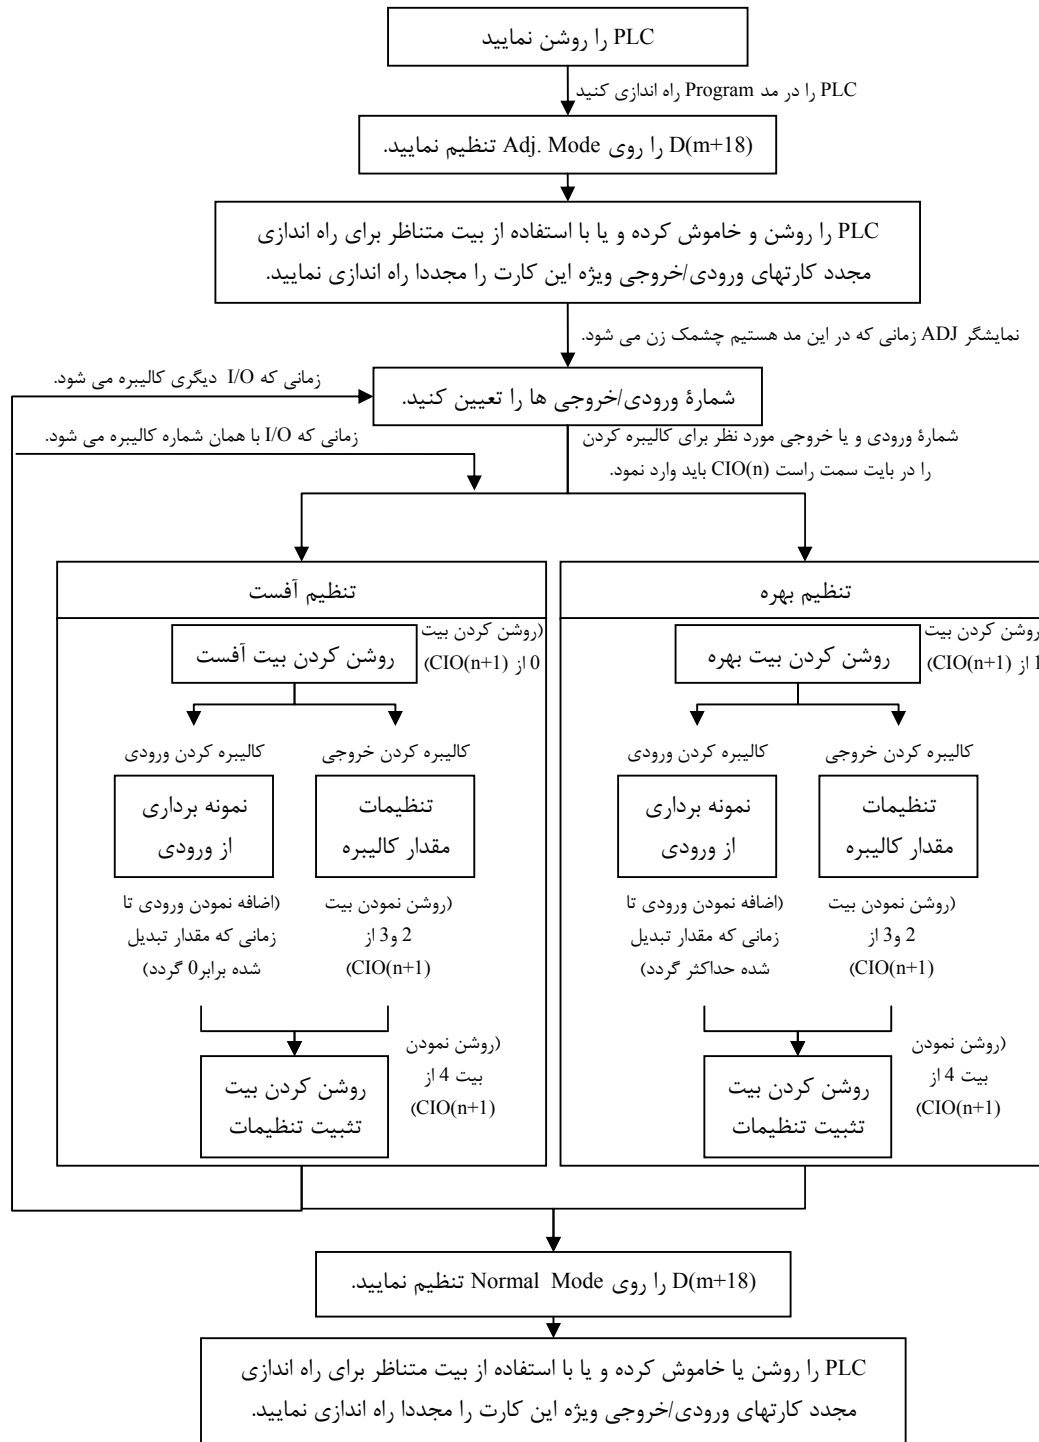 PLC را روشن نمایید
PLC را در مد Program راه اندازی کنید
D(m+18) را روی Adj. Mode تنظیم نمایید.
PLC را روشن و خاموش کرده و یا با استفاده از بیت متناظر برای راه اندازی
مجدد کارتهای ورودی/خروجی ویژه این کارت را مجددا راه اندازی نمایید.
نمایشگر ADJ زمانی که در این مد هستیم چشمک زن می شود.
زمانی که I/O دیگری کالیبره می شود.
شمارۀ ورودی/خروجی ها را تعیین کنید.
زمانی که I/O با همان شماره کالیبره می شود.
شمارۀ ورودی و یا خروجی مورد نظر برای کالیبره کردن
را در بایت سمت راست CIO(n) باید وارد نمود.
تنظیم آفست
(روشن کردن بیت
0 از CIO(n+1))
روشن کردن بیت آفست
کالیبره کردن خروجی
کالیبره کردن ورودی
تنظیمات
مقدار کالیبره
نمونه برداری
از ورودی
(روشن نمودن بیت
2 و3 از
CIO(n+1))
(اضافه نمودن ورودی تا
زمانی که مقدار تبدیل
شده برابر0 گردد)
(روشن نمودن
بیت 4 از
CIO(n+1))
روشن کردن بیت
تثبیت تنظیمات
تنظیم بهره
روشن کردن بیت
1 از CIO(n+1))
روشن کردن بیت بهره
کالیبره کردن خروجی
کالیبره کردن ورودی
تنظیمات
مقدار کالیبره
نمونه برداری
از ورودی
(روشن نمودن بیت
2 و3 از
CIO(n+1))
(اضافه نمودن ورودی تا
زمانی که مقدار تبدیل
شده حداکثر گردد)
(روشن نمودن
بیت 4 از
CIO(n+1))
روشن کردن بیت
تثبیت تنظیمات
D(m+18) را روی Normal Mode تنظیم نمایید.
PLC را روشن یا خاموش کرده و یا با استفاده از بیت متناظر برای راه اندازی
مجدد کارتهای ورودی/خروجی ویژه این کارت را مجددا راه اندازی نمایید.